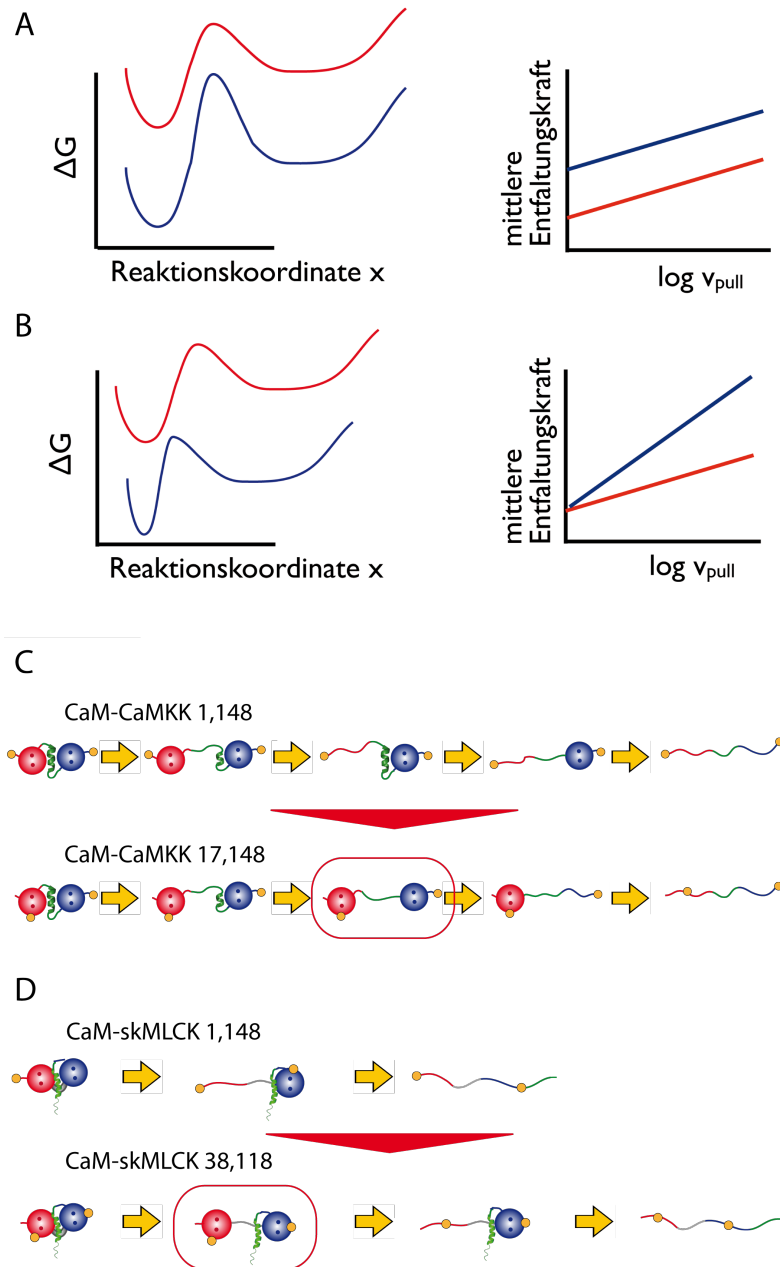 A
ΔG
Reaktionskoordinate x
mittlere
Entfaltungskraft
log vpull
B
ΔG
Reaktionskoordinate x
mittlere
Entfaltungskraft
log vpull
C
CaM-CaMKK 1,148
CaM-CaMKK 17,148
D
CaM-skMLCK 1,148
CaM-skMLCK 38,118